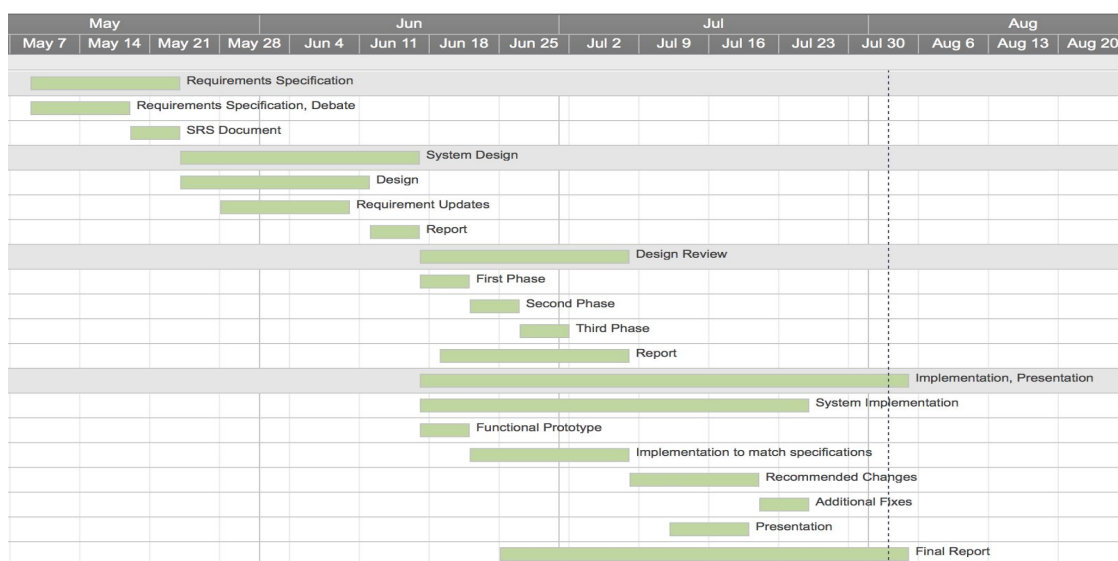 May Jun Jul Aug
May 7 May 14 May 21 May 28 Jun 4 Jun 11 Jun 18 Jun 25 Jul 2 Jul 9 Jul 16 Jul 23 Jul 30 Aug 6 Aug 13 Aug 20
Requirements Specification
Requirements Specification, Debate
SRS Document
System Design
Design
Requirement Updates
Report
Design Review
First Phase
Second Phase
Third Phase
Report
Implementation, Presentation
System Implementation
Functional Prototype
Implementation to match specifications
Recommended Changes
Additional Fixes
Presentation
Final Report